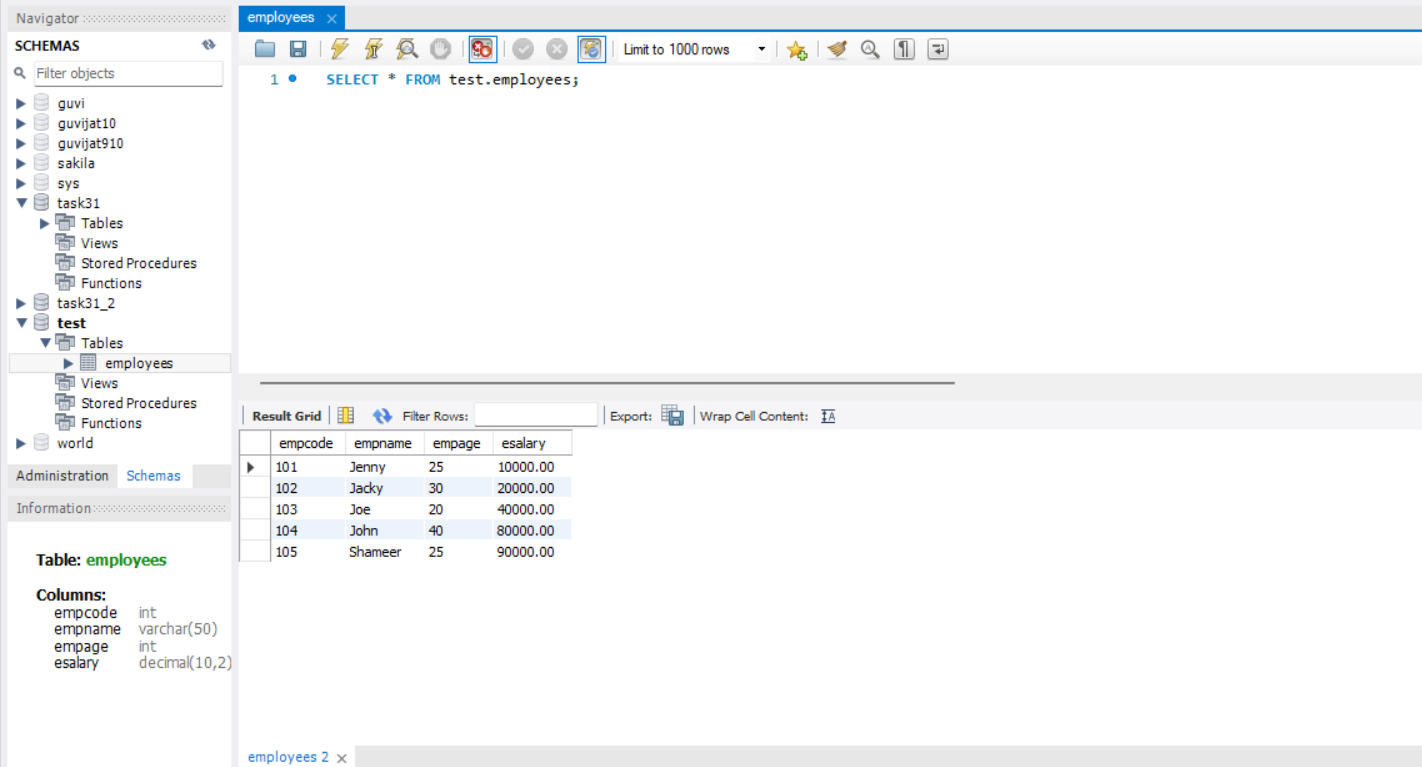 Navigator
SCHEMAS
Filter objects
guvi
guvijat10
guvijat910
sakila
sys
task31
Tables
Views
Stored Procedures
Functions
task31_2
test
Tables
employees
Views
Stored Procedures
Functions
world
Administration Schemas
Information
Table: employees
Columns:
empcode int
empname varchar(50)
empage int
esalary decimal(10,2)
employees
Limit to 1000 rows
1 SELECT * FROM test.employees;
Result Grid Filter Rows: Export: Wrap Cell Content: IA
empcode empname empage esalary
101 Jenny 25 10000.00
102 Jacky 30 20000.00
103 Joe 20 40000.00
104 John 40 80000.00
105 Shameer 25 90000.00
employees 2